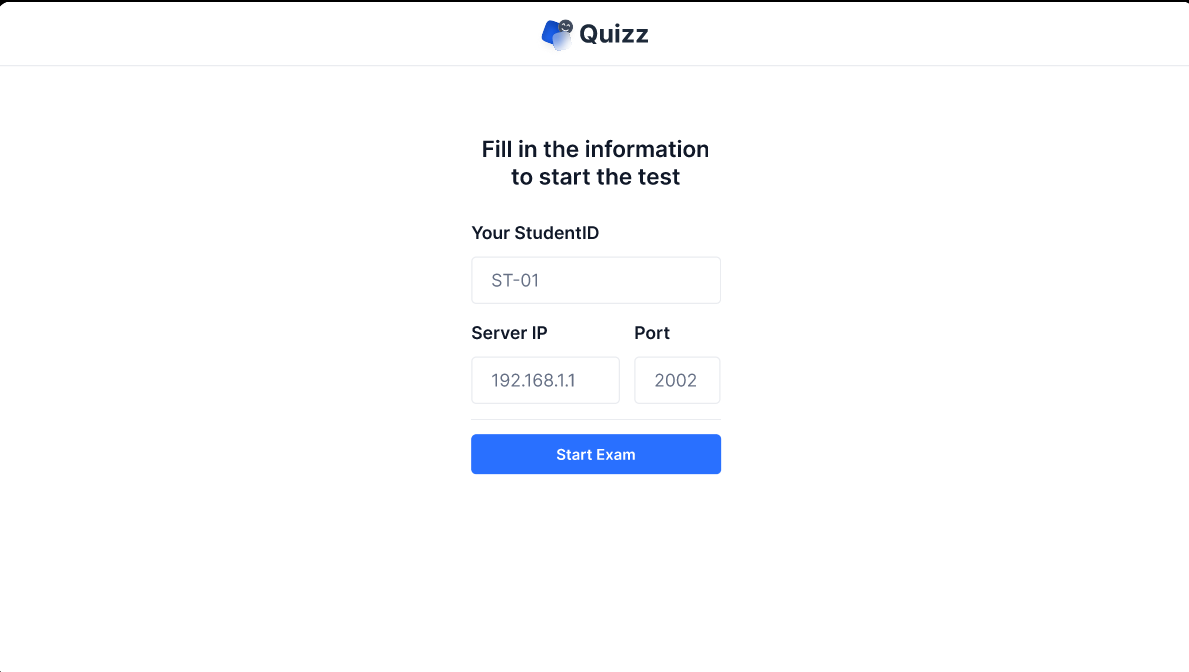 Quizz
Fill in the information
to start the test
Your StudentID
ST-01
Server IP
Port
192.168.1.1
2002
Start Exam